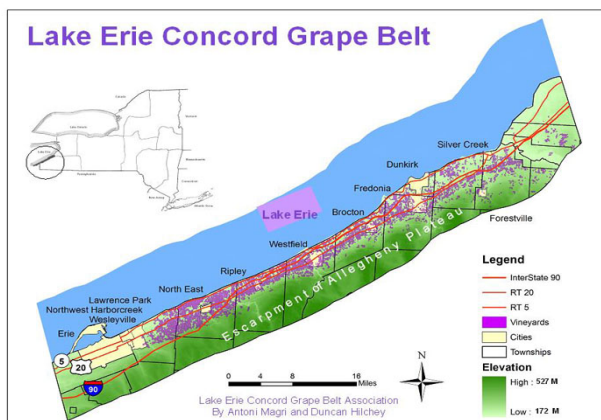 Lake Erie Concord Grape Belt
Silver Creek
Dunkirk
Fredonia
Lake Erie
Brocton
Forestville
Westfield
Ripley
Escarpment of Allegheny Plateau
North East
Lawrence Park
Northwest Harborcreek
Wesleyville
Erie
5
20
90
Legend
InterState 90
RT 20
RT 5
Vineyards
Cities
Townships
Elevation
High : 527 M
Low : 172 M
N
0 4 8 16
Miles
Lake Erie Concord Grape Belt Association
By Antoni Magri and Duncan Hilchey